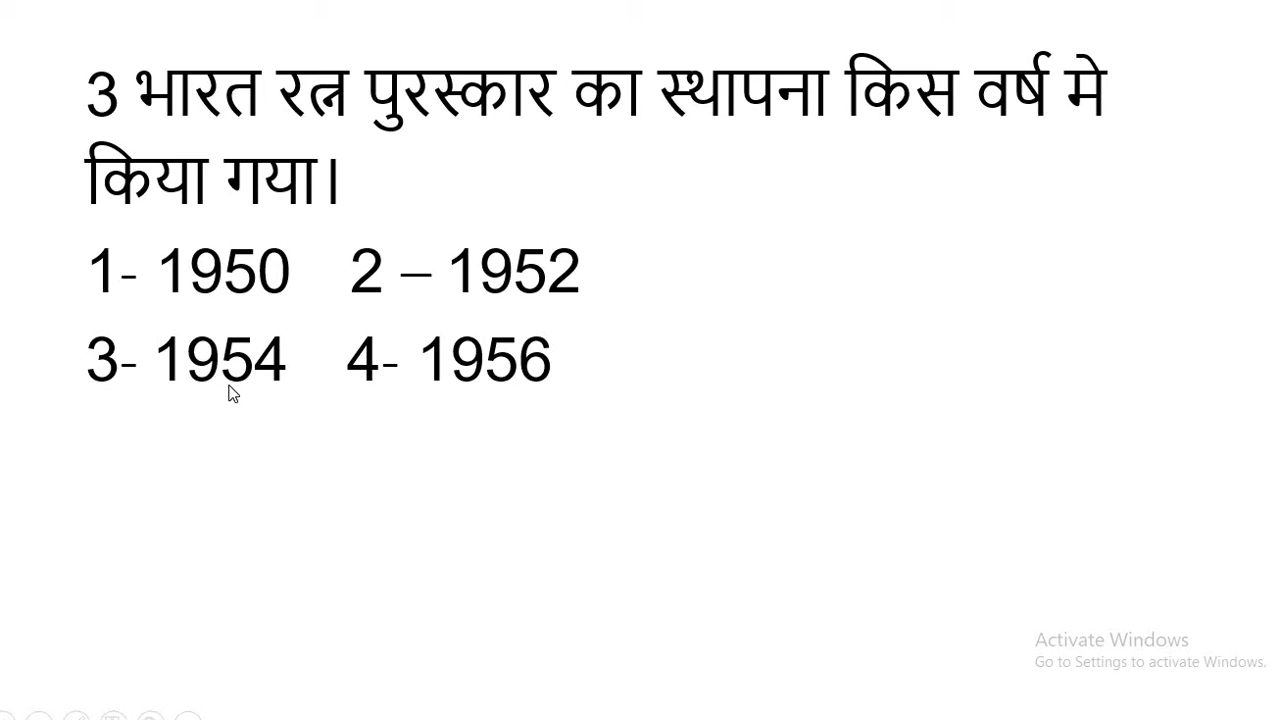 3 भारत रत्न पुरस्कार का स्थापना किस वर्ष मे
किया गया।
1- 1950 2 – 1952
3- 1954 4- 1956
Activate Windows
Go to Settings to activate Windows.